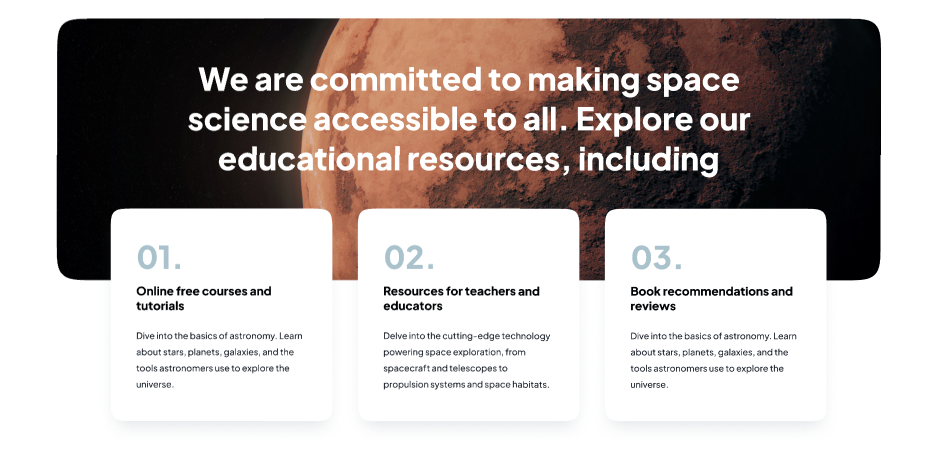 We are committed to making space
science accessible to all. Explore our
educational resources, including
01.
Online free courses and
tutorials
Dive into the basics of astronomy. Learn
about stars, planets, galaxies, and the
tools astronomers use to explore the
universe.
02.
Resources for teachers and
educators
Delve into the cutting-edge technology
powering space exploration, from
spacecraft and telescopes to
propulsion systems and space habitats.
03.
Book recommendations and
reviews
Dive into the basics of astronomy. Learn
about stars, planets, galaxies, and the
tools astronomers use to explore the
universe.